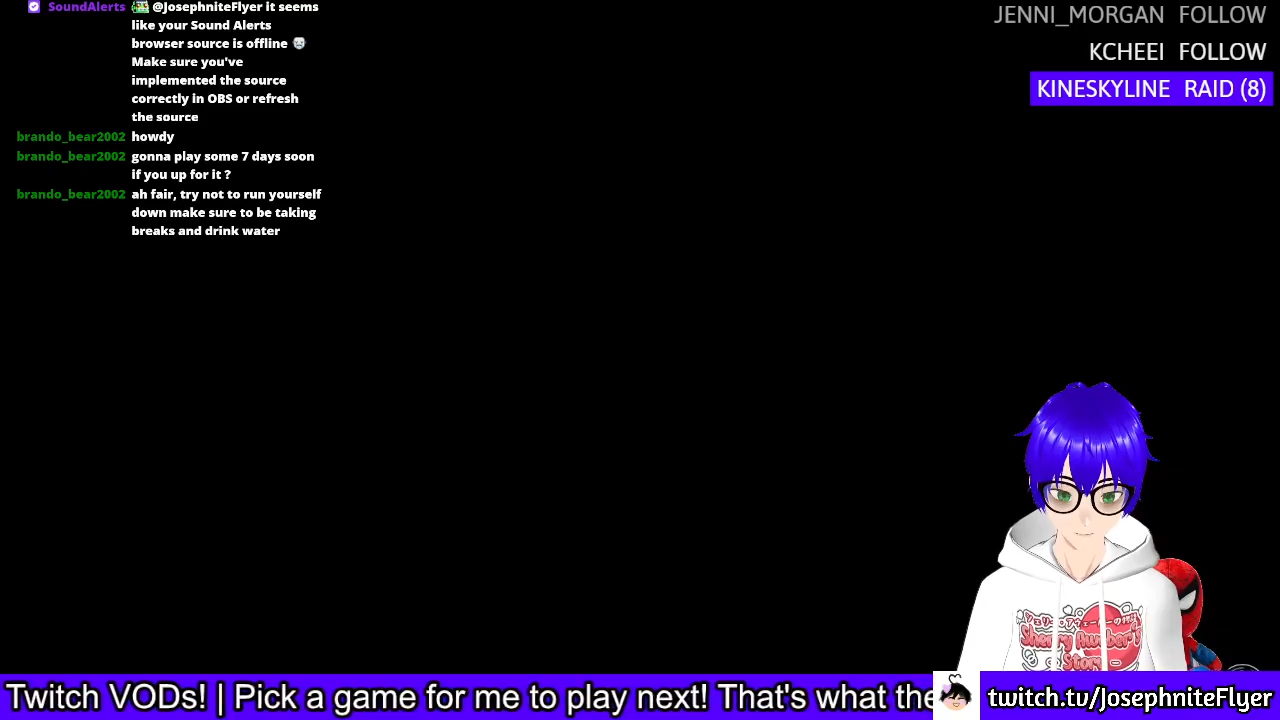 SoundAlerts @JosephniteFlyer it seems
like your Sound Alerts
browser source is offline
Make sure you've
implemented the source
correctly in OBS or refresh
the source
brando_bear2002 howdy
brando_bear2002 gonna play some 7 days soon
if you up for it ?
brando_bear2002 ah fair, try not to run yourself
down make sure to be taking
breaks and drink water
JENNI_MORGAN FOLLOW
KCHEEI FOLLOW
KINESKYLINE RAID (8)
Sherry Awbery's
Story
Twitch VODs! | Pick a game for me to play next! That's what the
twitch.tv/JosephniteFlyer